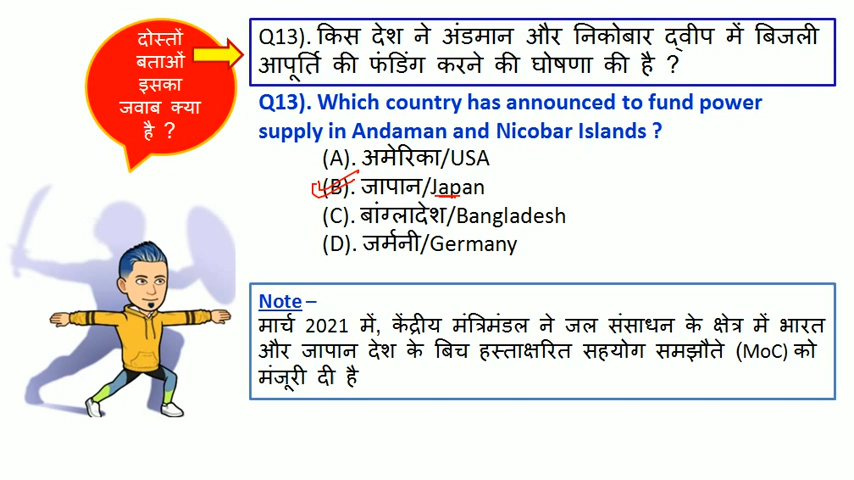 दोस्तों
बताओं
इसका
जवाब क्या
है ?
Q13). किस देश ने अंडमान और निकोबार द्वीप में बिजली
आपूर्ति की फंडिंग करने की घोषणा की है ?
Q13). Which country has announced to fund power
supply in Andaman and Nicobar Islands ?
(A). अमेरिका/USA
(B). जापान/Japan
(C). बांग्लादेश/Bangladesh
(D). जर्मनी/Germany
Note –
मार्च 2021 में, केंद्रीय मंत्रिमंडल ने जल संसाधन के क्षेत्र में भारत
और जापान देश के बिच हस्ताक्षरित सहयोग समझौते (MoC) को
मंजूरी दी है